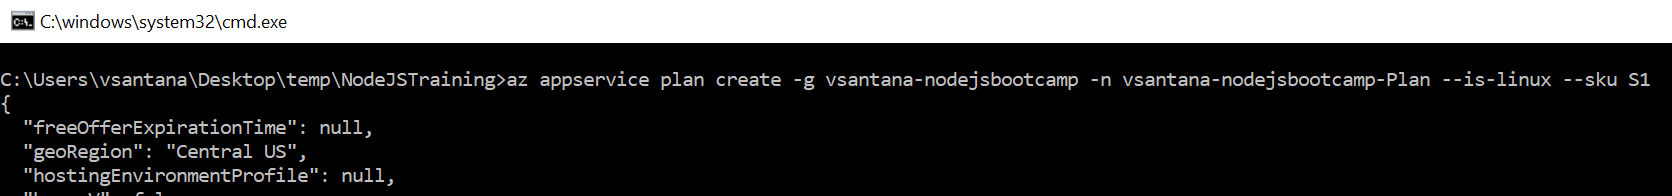 C:\windows\system32\cmd.exe
C:\Users\vsantana\Desktop\temp\NodeJSTraining>az appservice plan create -g vsantana-nodejsbootcamp -n vsantana-nodejsbootcamp-Plan --is-linux --sku S1
{
"freeOfferExpirationTime": null,
"geoRegion": "Central US",
"hostingEnvironmentProfile": null,